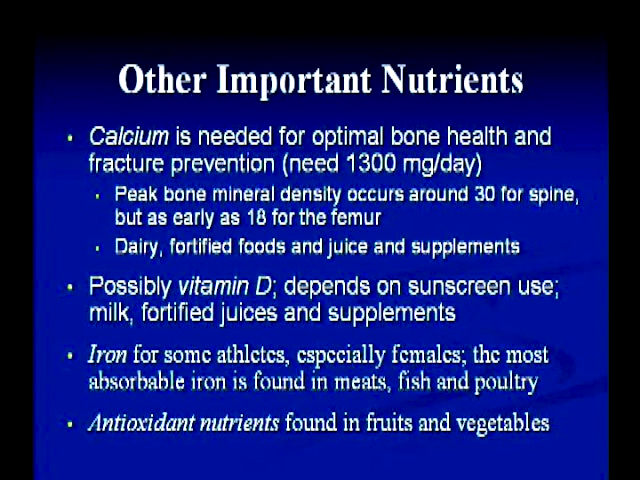 Other Important Nutrients
• Calcium is needed for optimal bone health and
fracture prevention (need 1300 mg/day)
• Peak bone mineral density occurs around 30 for spine,
but as early as 18 for the femur
• Dairy, fortified foods and juice and supplements
• Possibly vitamin D; depends on sunscreen use;
milk, fortified juices and supplements
• Iron for some athletes, especially females; the most
absorbable iron is found in meats, fish and poultry
• Antioxidant nutrients found in fruits and vegetables